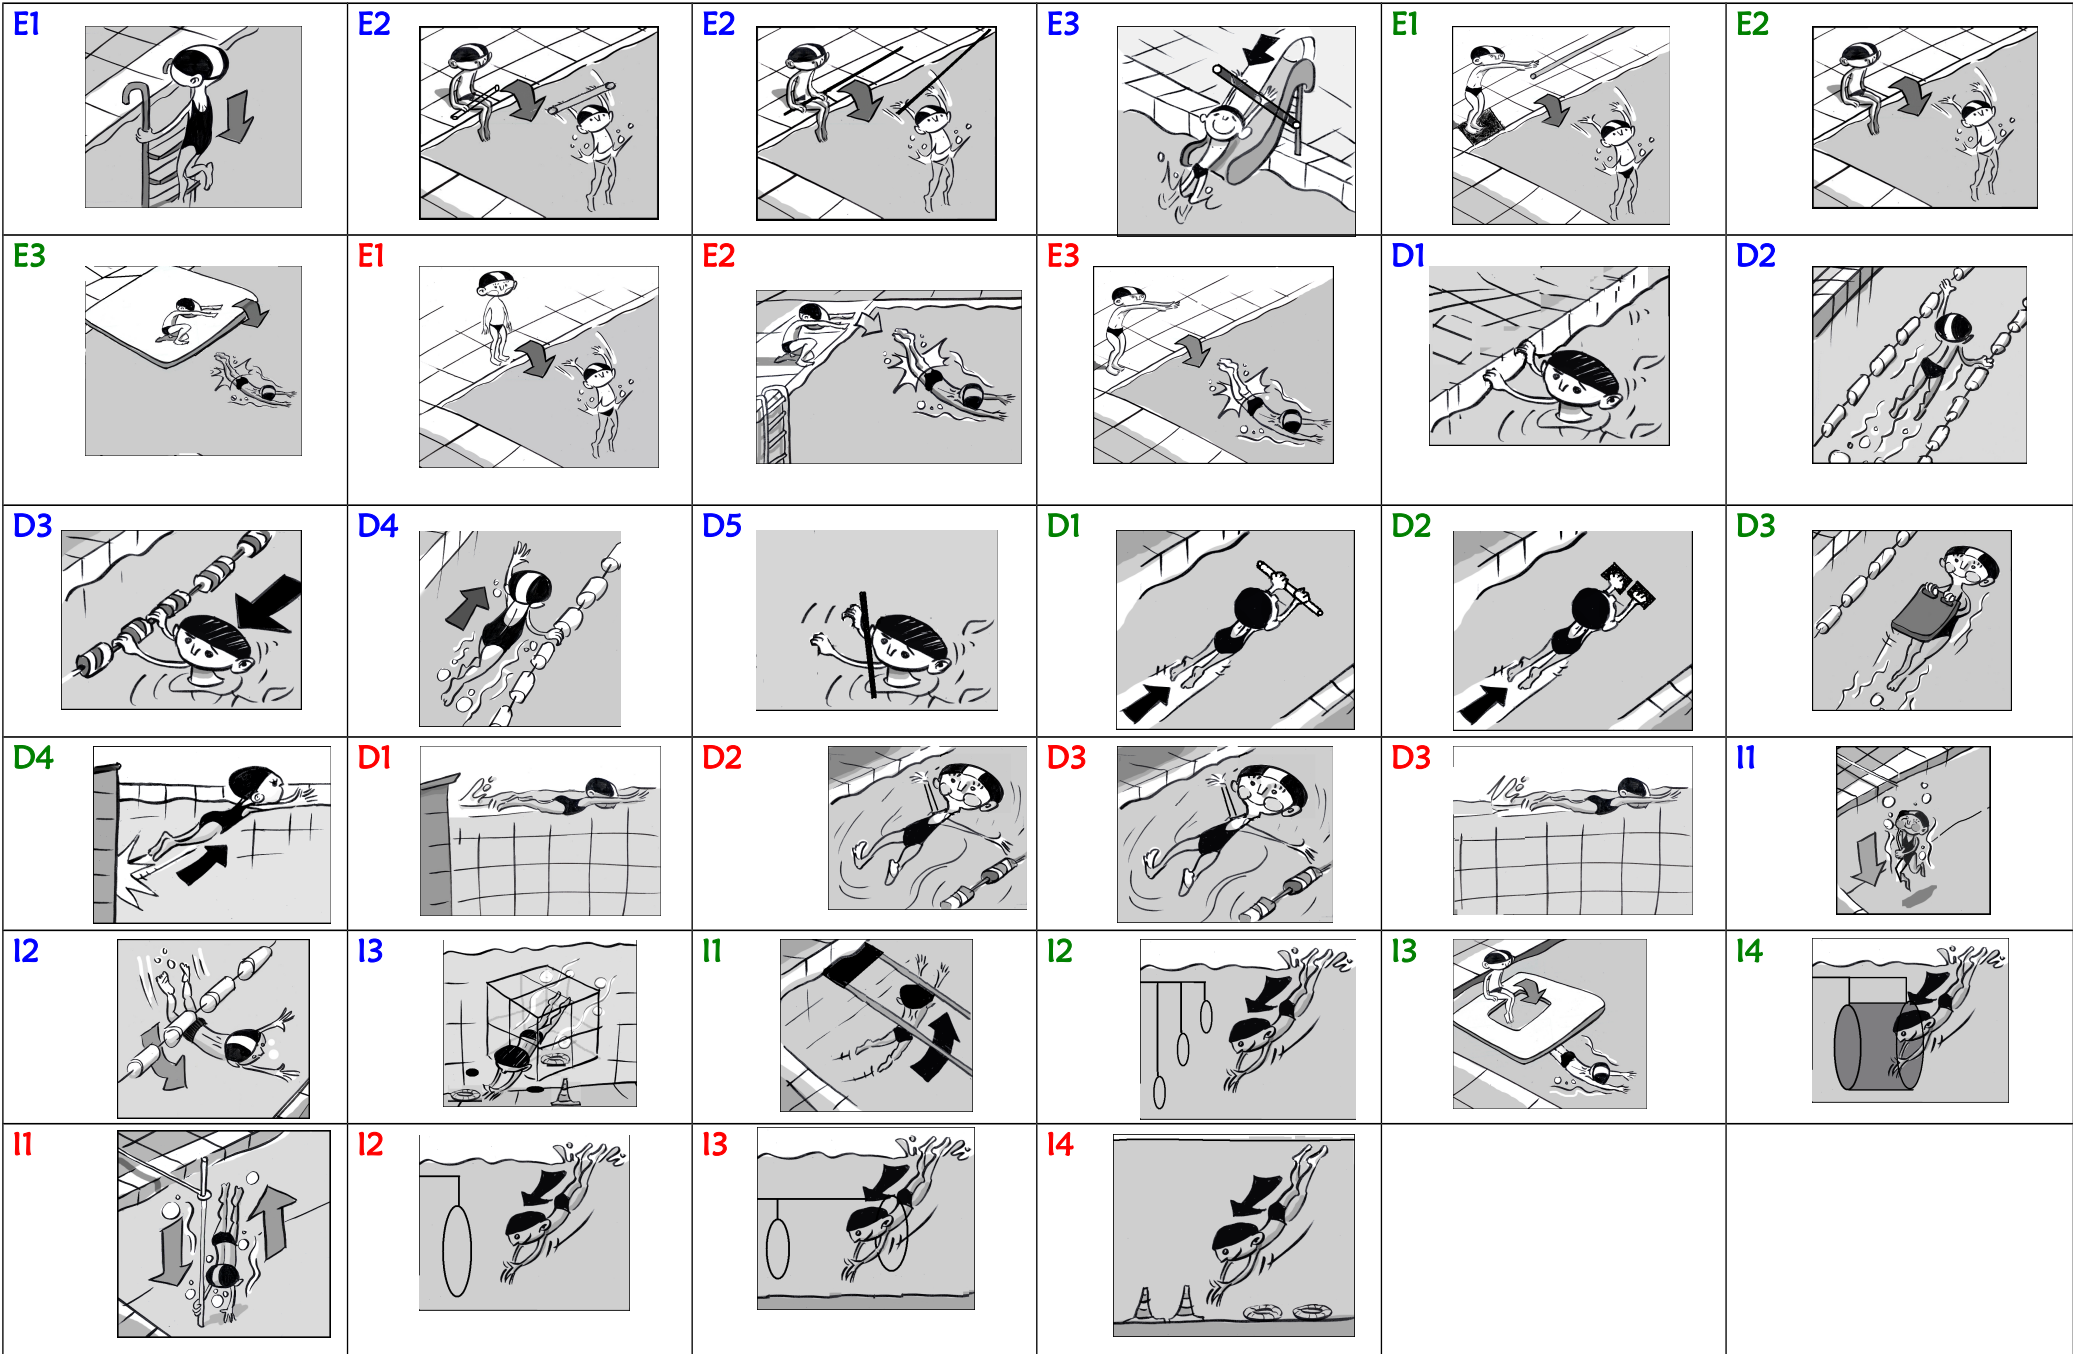 E1 E2 E2 E3 E1 E2
E3 E1 E2 E3 D1 D2
D3 D4 D5 D1 D2 D3
D4 D1 D2 D3 D3 I1
I2 I3 I1 I2 I3 I4
I1 I2 I3 I4